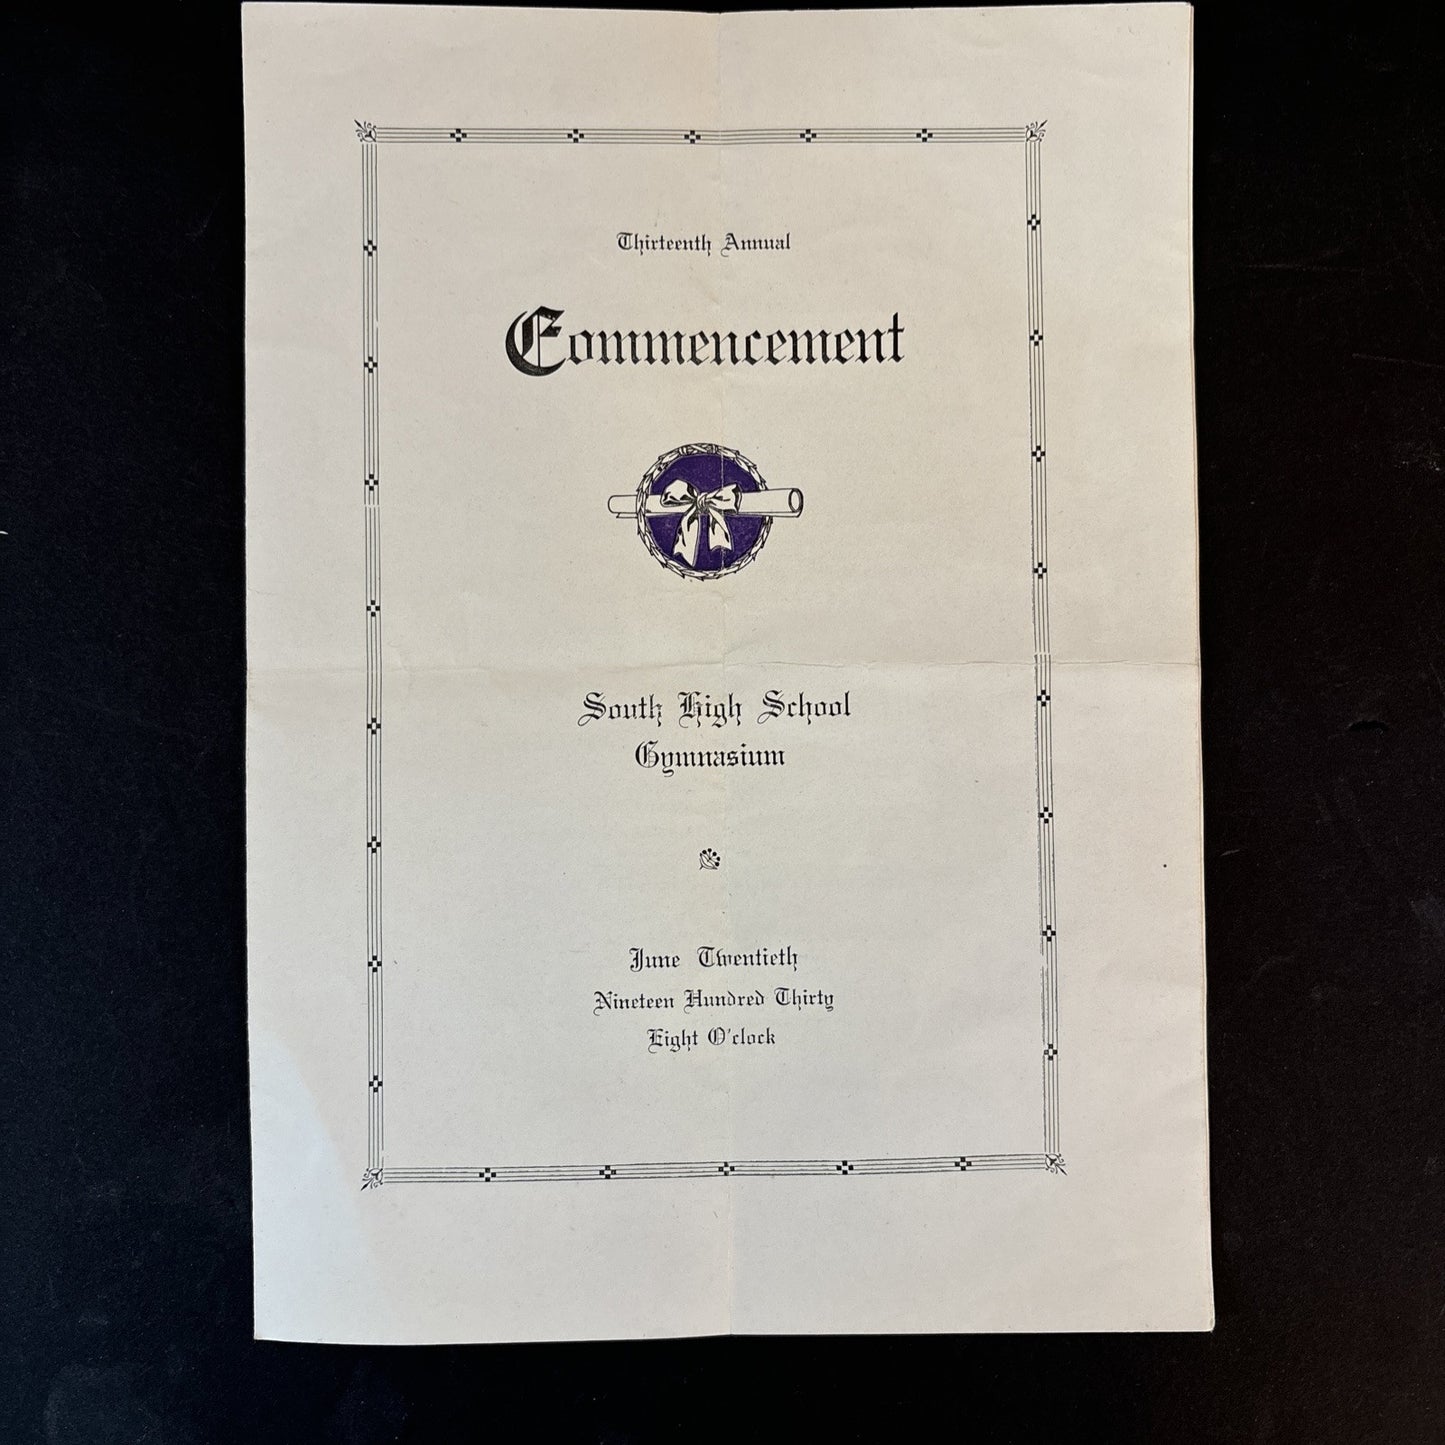 Thirteenth Annual
Commencement
South High School
Gymnasium
June Twentieth
Nineteen Hundred Thirty
Eight O'clock